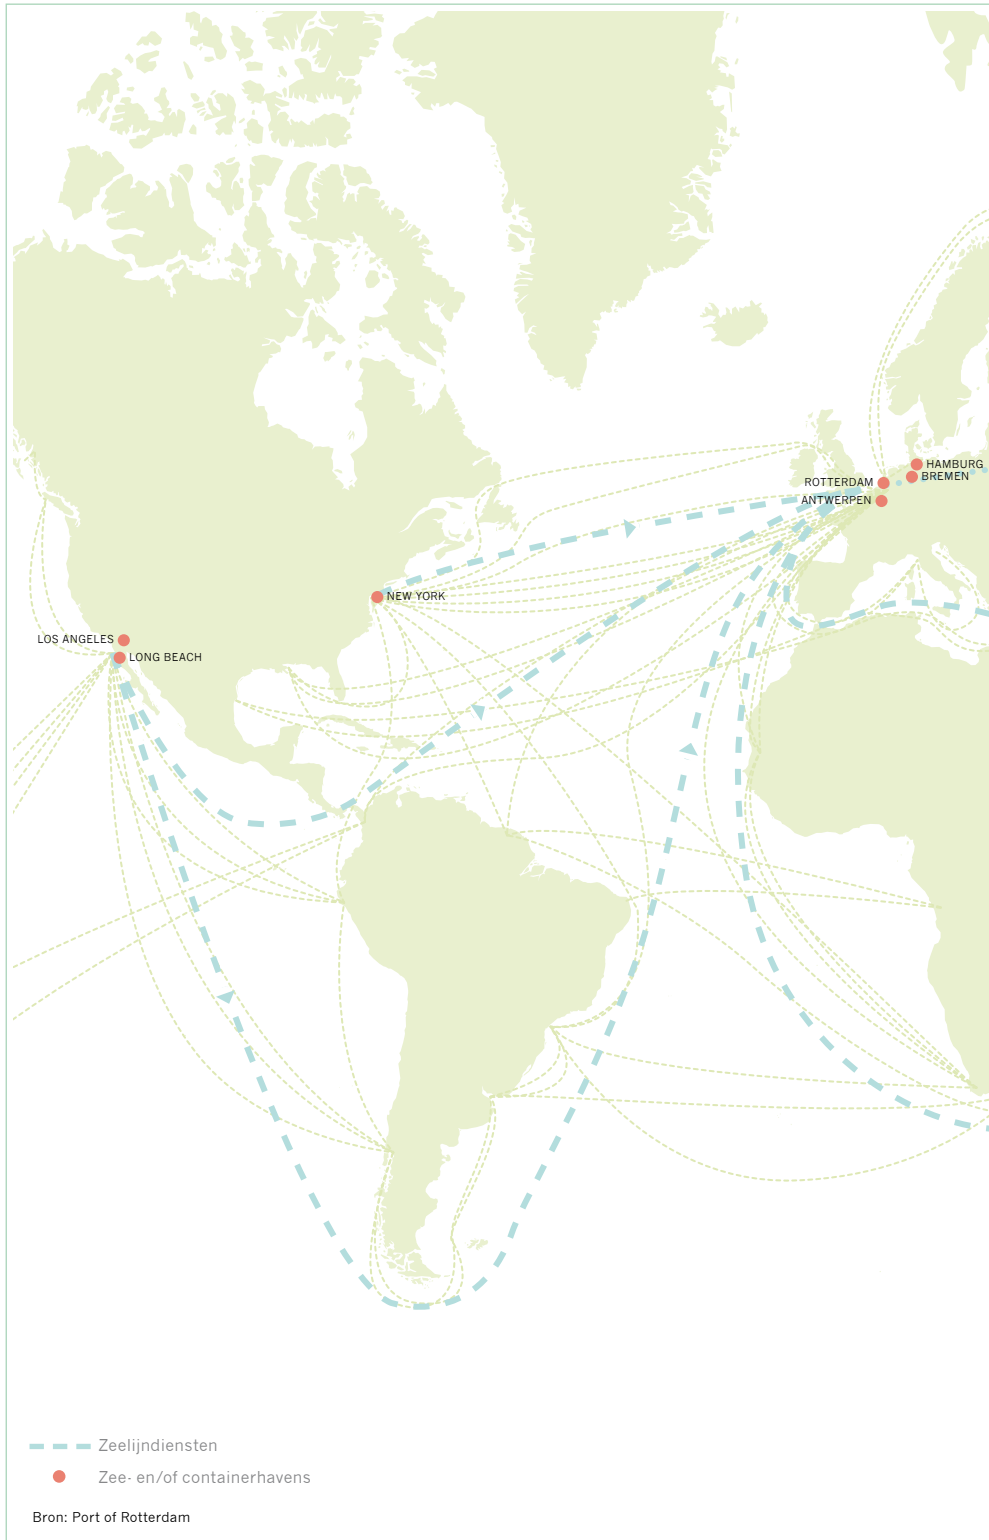 HAMBURG
BREMEN
ROTTERDAM
ANTWERPEN
NEW YORK
LOS ANGELES
LONG BEACH
Zeelijndiensten
Zee- en/of containerhavens
Bron: Port of Rotterdam